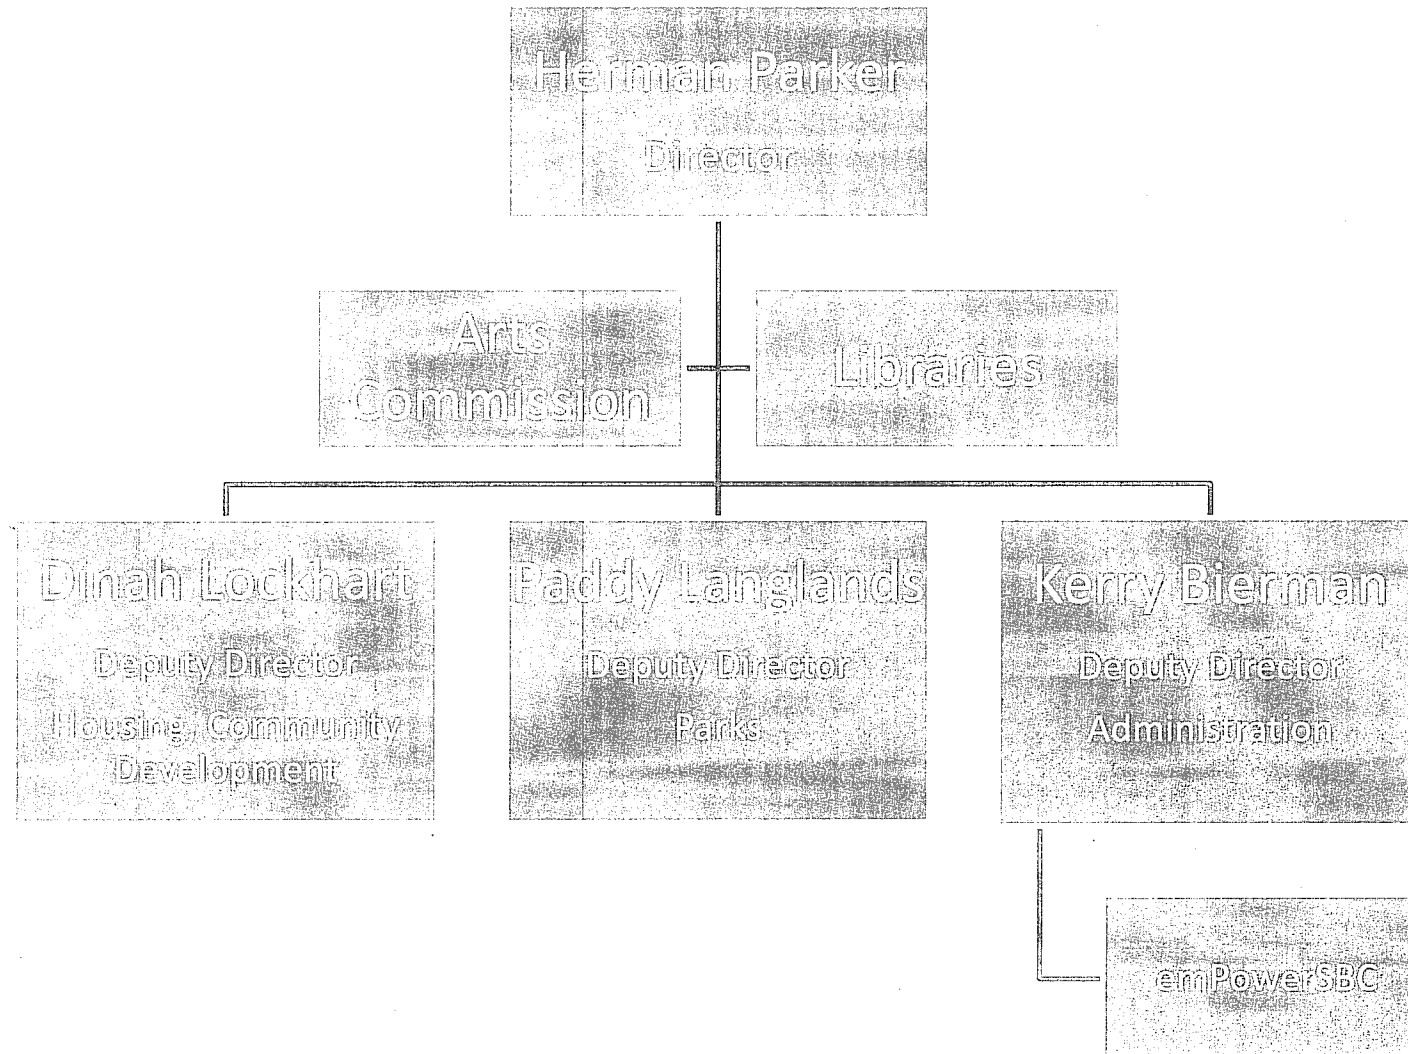 Herman Parker
Director
Arts
Commission
Libraries
Dinah Lockhart
Deputy Director
Housing, Community
Development
Paddy Langlands
Deputy Director
Parks
Kerry Bierman
Deputy Director
Administration
emPowerSBC